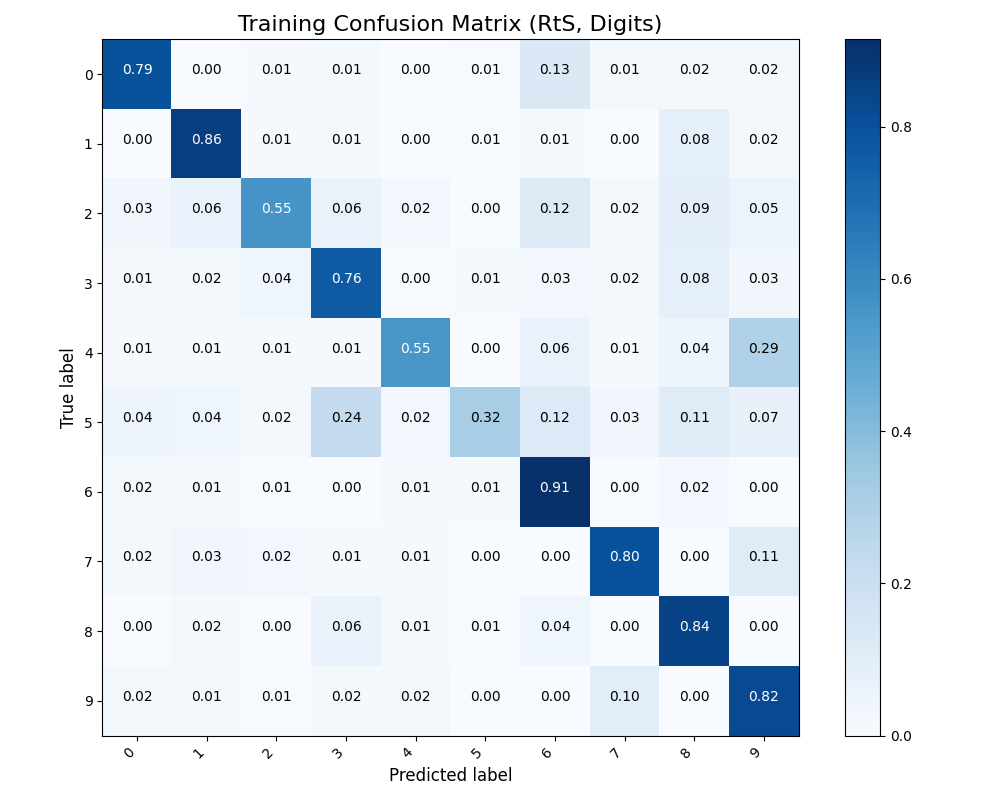 Training Confusion Matrix (RtS, Digits)
0 0.79 0.00 0.01 0.01 0.00 0.01 0.13 0.01 0.02 0.02
1 0.00 0.86 0.01 0.01 0.00 0.01 0.01 0.00 0.08 0.02
2 0.03 0.06 0.55 0.06 0.02 0.00 0.12 0.02 0.09 0.05
3 0.01 0.02 0.04 0.76 0.00 0.01 0.03 0.02 0.08 0.03
4 0.01 0.01 0.01 0.01 0.55 0.00 0.06 0.01 0.04 0.29
5 0.04 0.04 0.02 0.24 0.02 0.32 0.12 0.03 0.11 0.07
6 0.02 0.01 0.01 0.00 0.01 0.01 0.91 0.00 0.02 0.00
7 0.02 0.03 0.02 0.01 0.01 0.00 0.00 0.80 0.00 0.11
8 0.00 0.02 0.00 0.06 0.01 0.01 0.04 0.00 0.84 0.00
9 0.02 0.01 0.01 0.02 0.02 0.00 0.00 0.10 0.00 0.82
0 1 2 3 4 5 6 7 8 9
Predicted label
True label
0.8
0.6
0.4
0.2
0.0